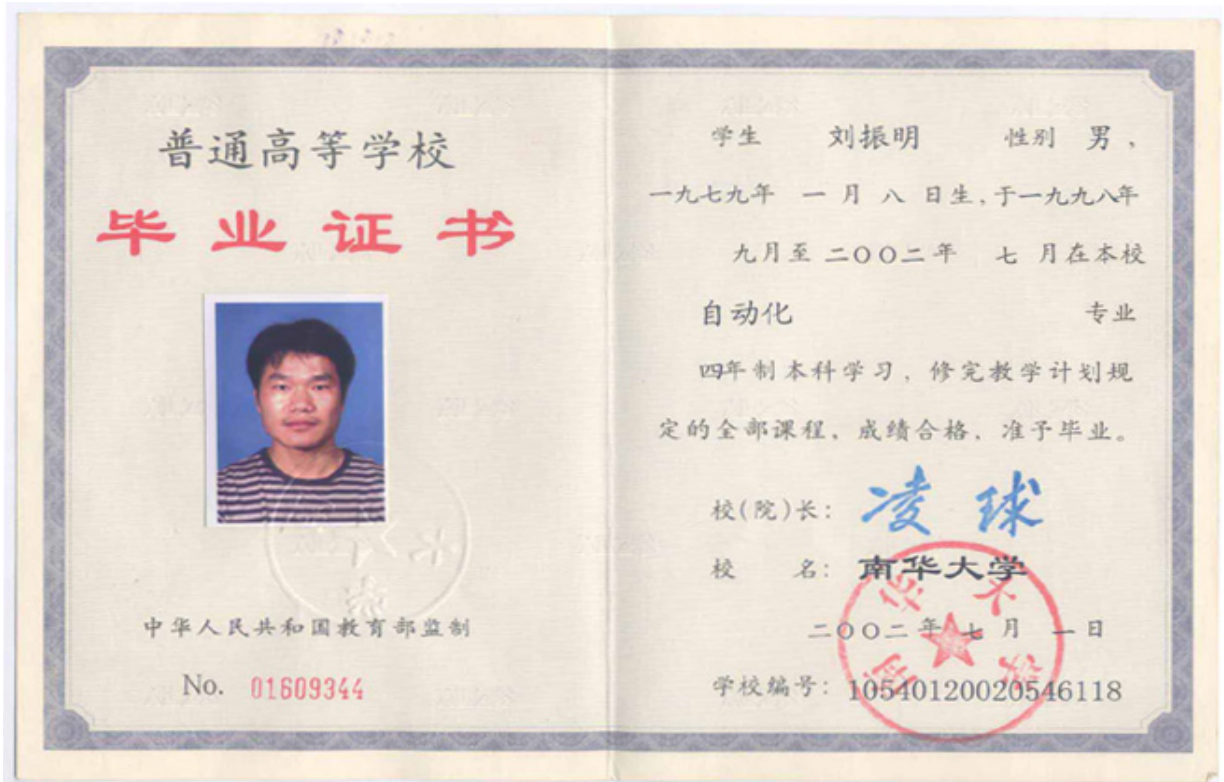 普通高等学校
毕业证书
中华人民共和国教育部监制
No. 01609344
学生 刘振明 性别 男,
一九七九年 一月八日生,于一九九八年
九月至二〇〇二年 七月在本校
自动化 专业
四年制本科学习,修完教学计划规
定的全部课程、成绩合格、准予毕业。
校(院)长: 凌球
校 名: 南华大学
二〇〇二年七月一日
学校编号: 10540120020546118